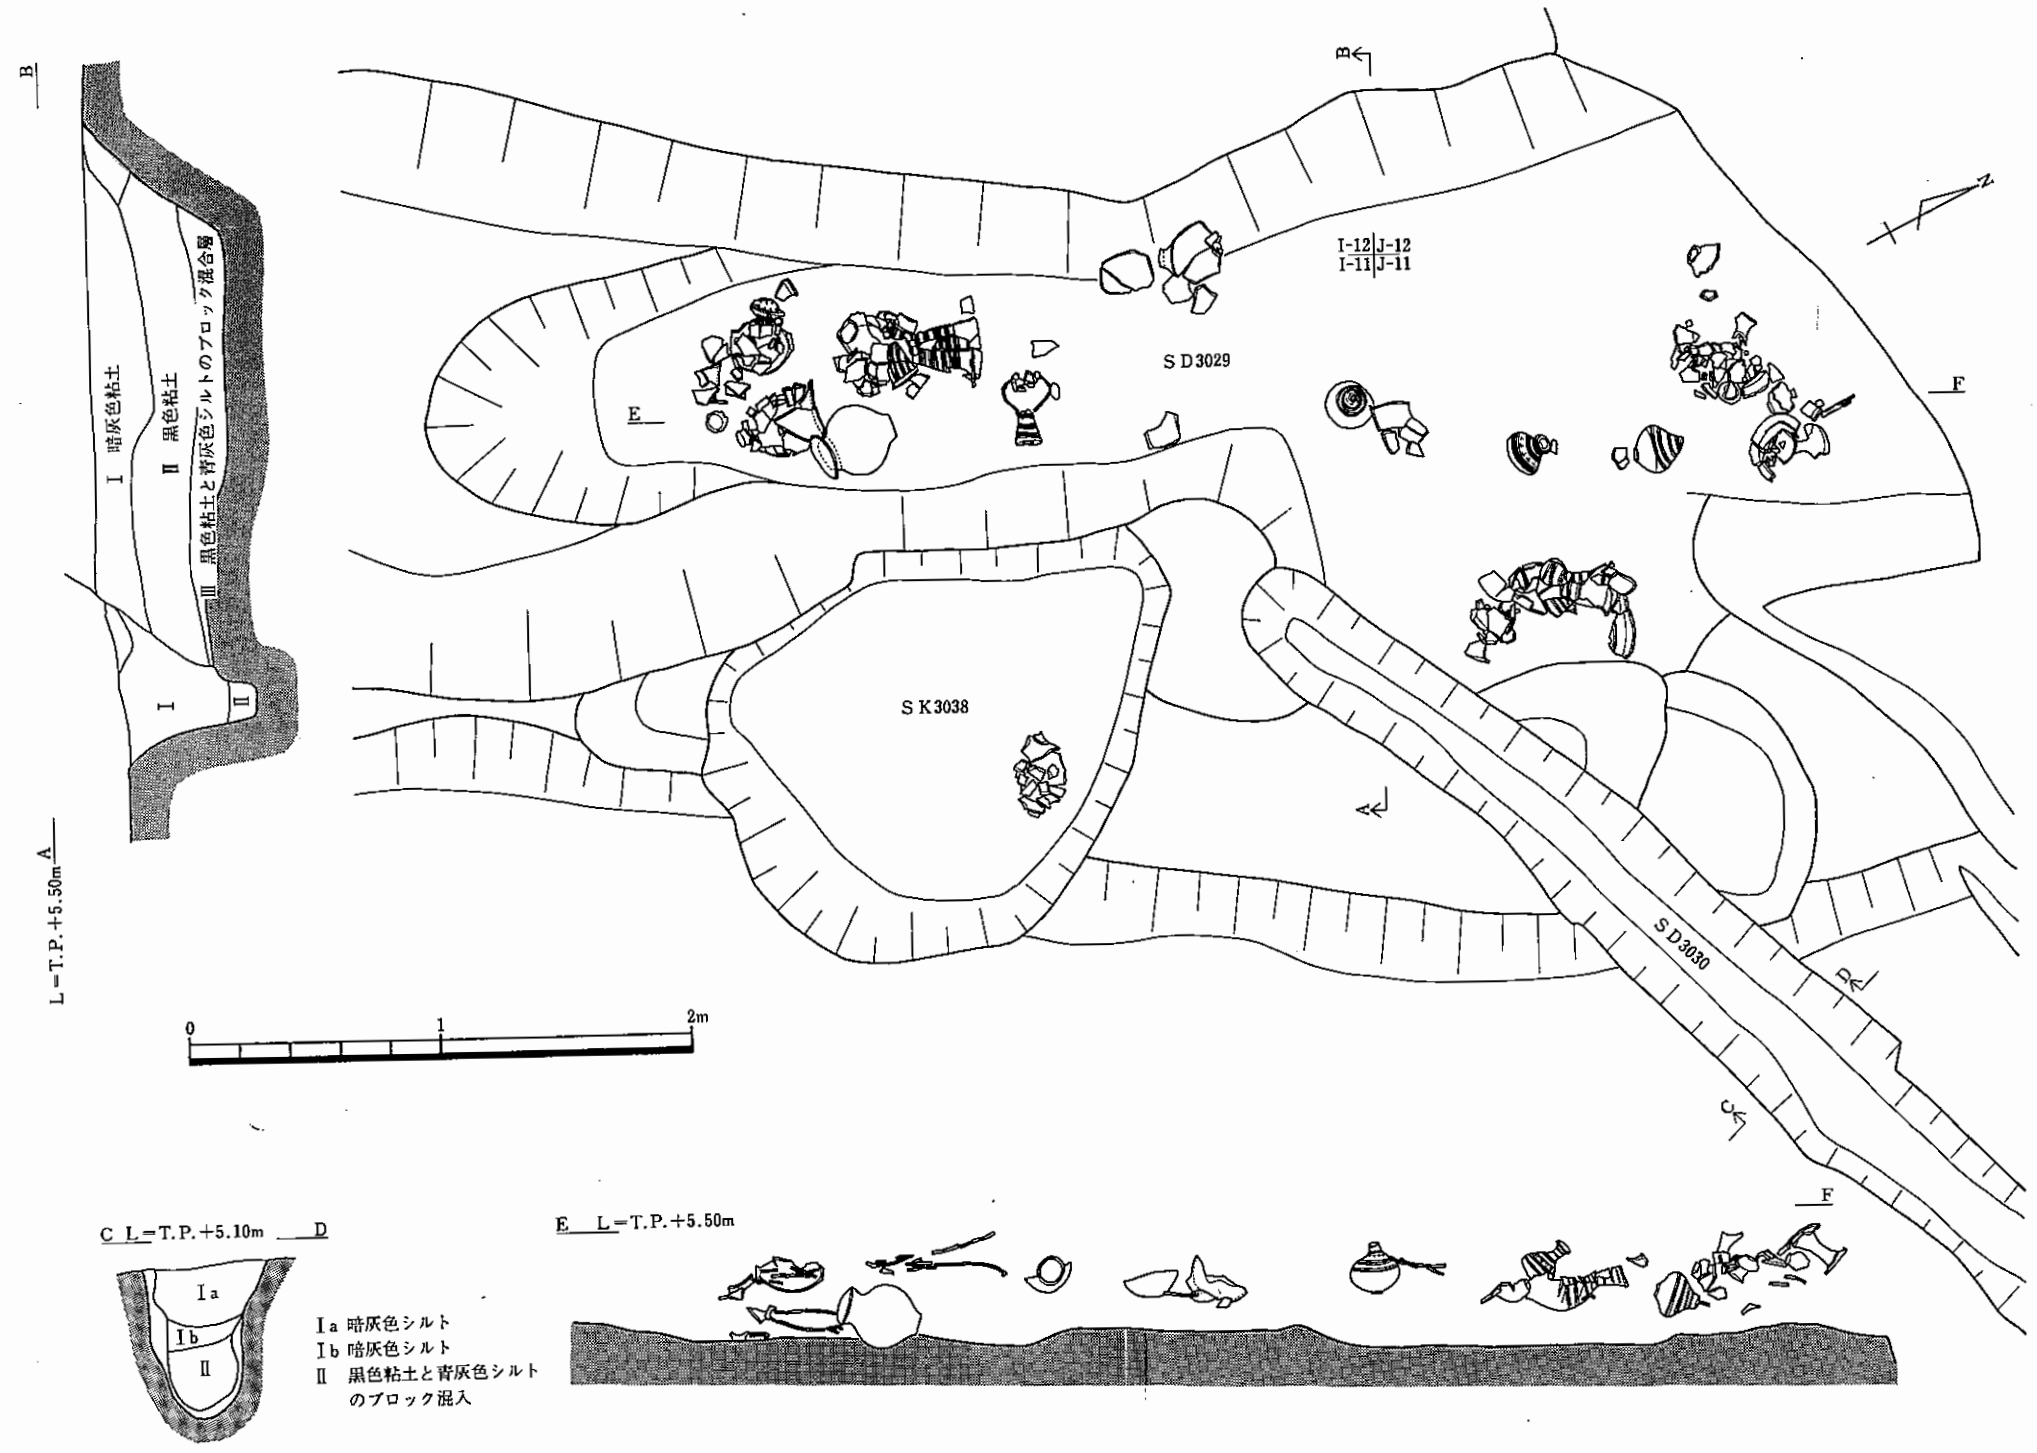 B
B
N
I-12 J-12
I-11 J-11
SD3029
E
F
I 暗灰色粘土
II 黒色粘土
III 黒色粘土と青灰色シルトのブロック混合層
I
II
SK3038
A
L=T.P.+5.50m A
SD3030
D
C
0 1 2m
C L=T.P.+5.10m D
Ia
Ib
II
Ia 暗灰色シルト
Ib 暗灰色シルト
II 黒色粘土と青灰色シルト
のブロック混入
E L=T.P.+5.50m
F